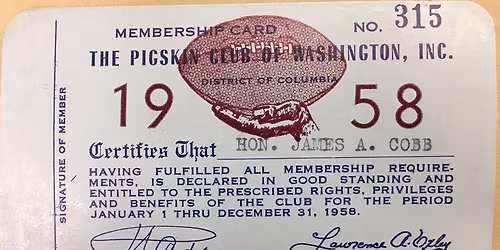 MEMBERSHIP CARD NO. 315
THE PIGSKIN CLUB OF WASHINGTON, INC.
DISTRICT OF COLUMBIA
19 58
Certifies That HON. JAMES A. COBB
HAVING FULFILLED ALL MEMBERSHIP REQUIRE-
MENTS, IS DECLARED IN GOOD STANDING AND
ENTITLED TO THE PRESCRIBED RIGHTS, PRIVILEGES
AND BENEFITS OF THE CLUB FOR THE PERIOD
JANUARY 1 THRU DECEMBER 31, 1958.
Lawrence A. Oxley
SIGNATURE OF MEMBER